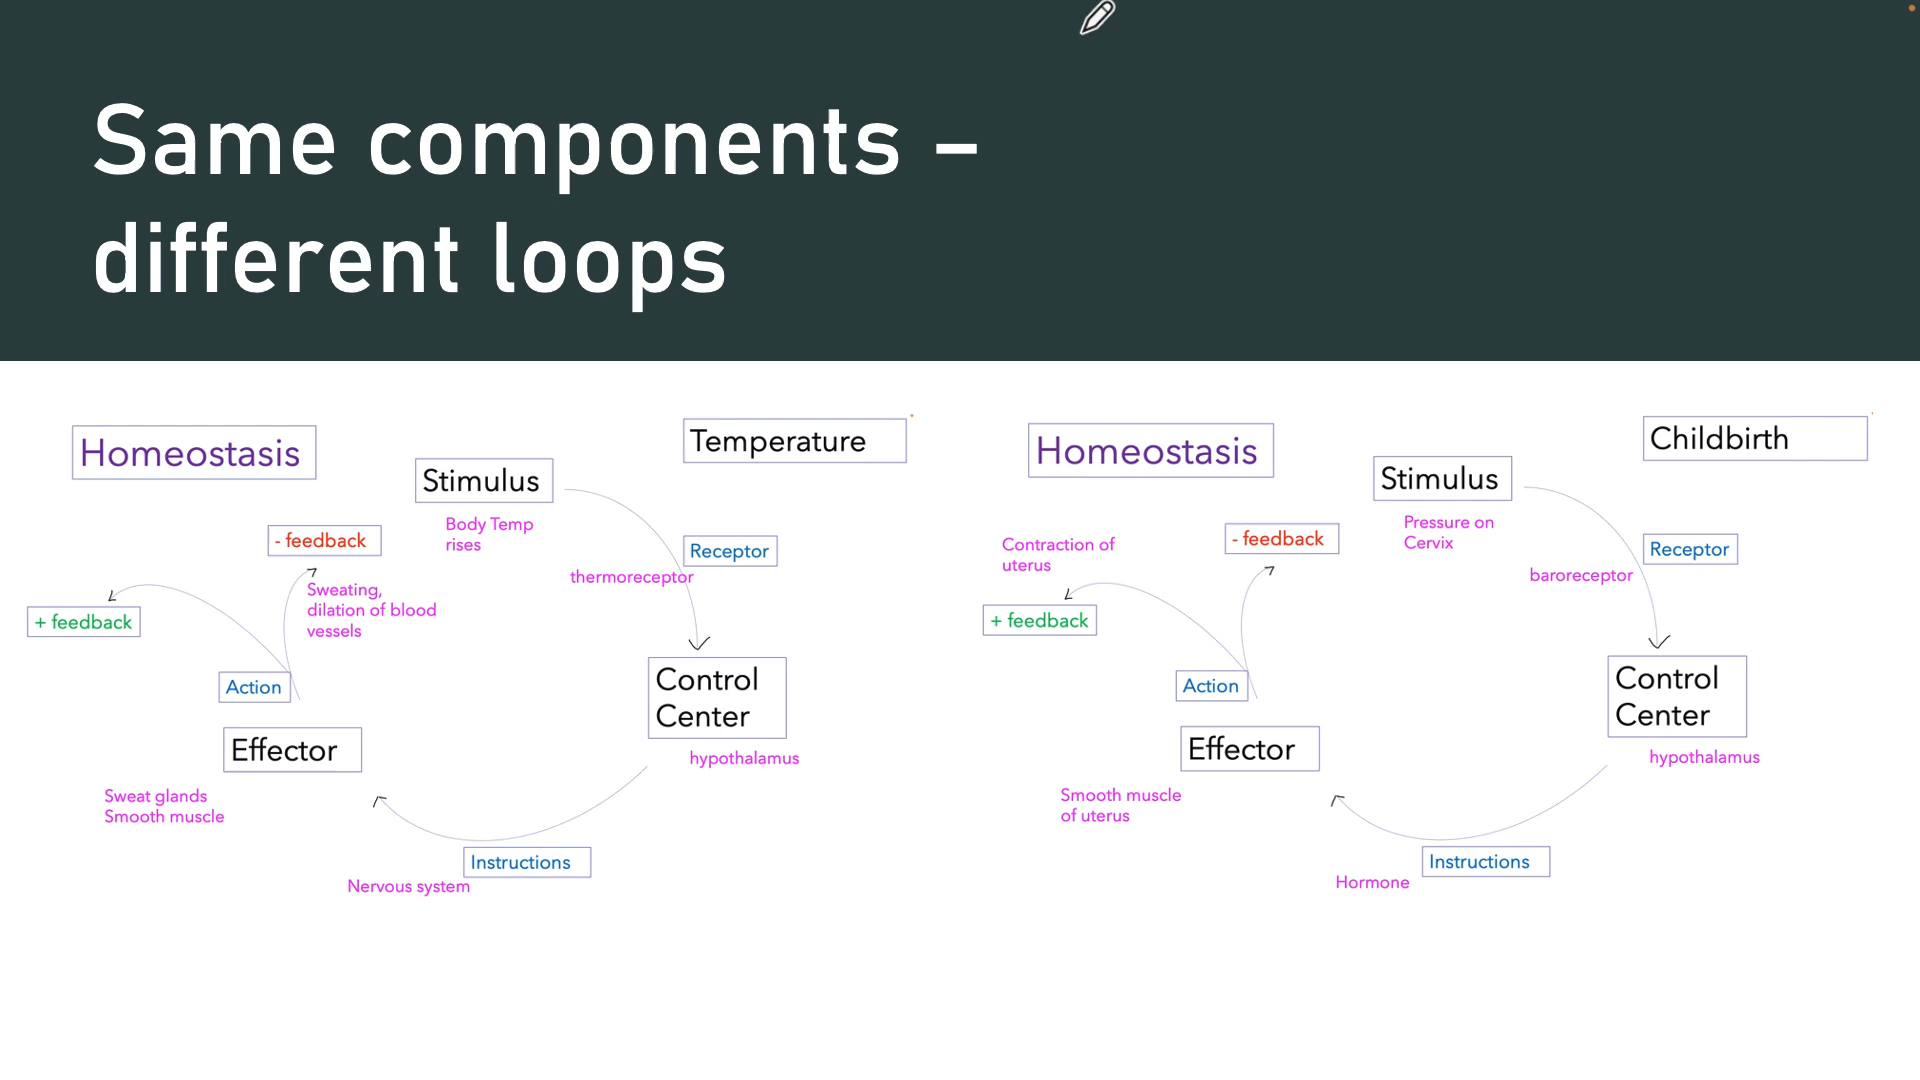 Same components –
different loops
Homeostasis
Temperature
Stimulus
Body Temp
rises
- feedback
Receptor
thermoreceptor
Sweating,
dilation of blood
vessels
+ feedback
Action
Control
Center
hypothalamus
Effector
Sweat glands
Smooth muscle
Instructions
Nervous system
Homeostasis
Childbirth
Stimulus
Pressure on
Cervix
- feedback
Contraction of
uterus
Receptor
baroreceptor
+ feedback
Action
Control
Center
hypothalamus
Effector
Smooth muscle
of uterus
Instructions
Hormone